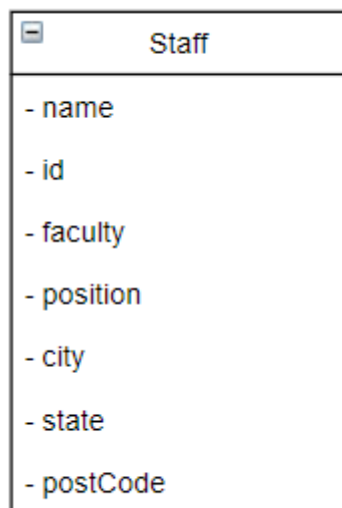 Staff
- name
- id
- faculty
- position
- city
- state
- postCode